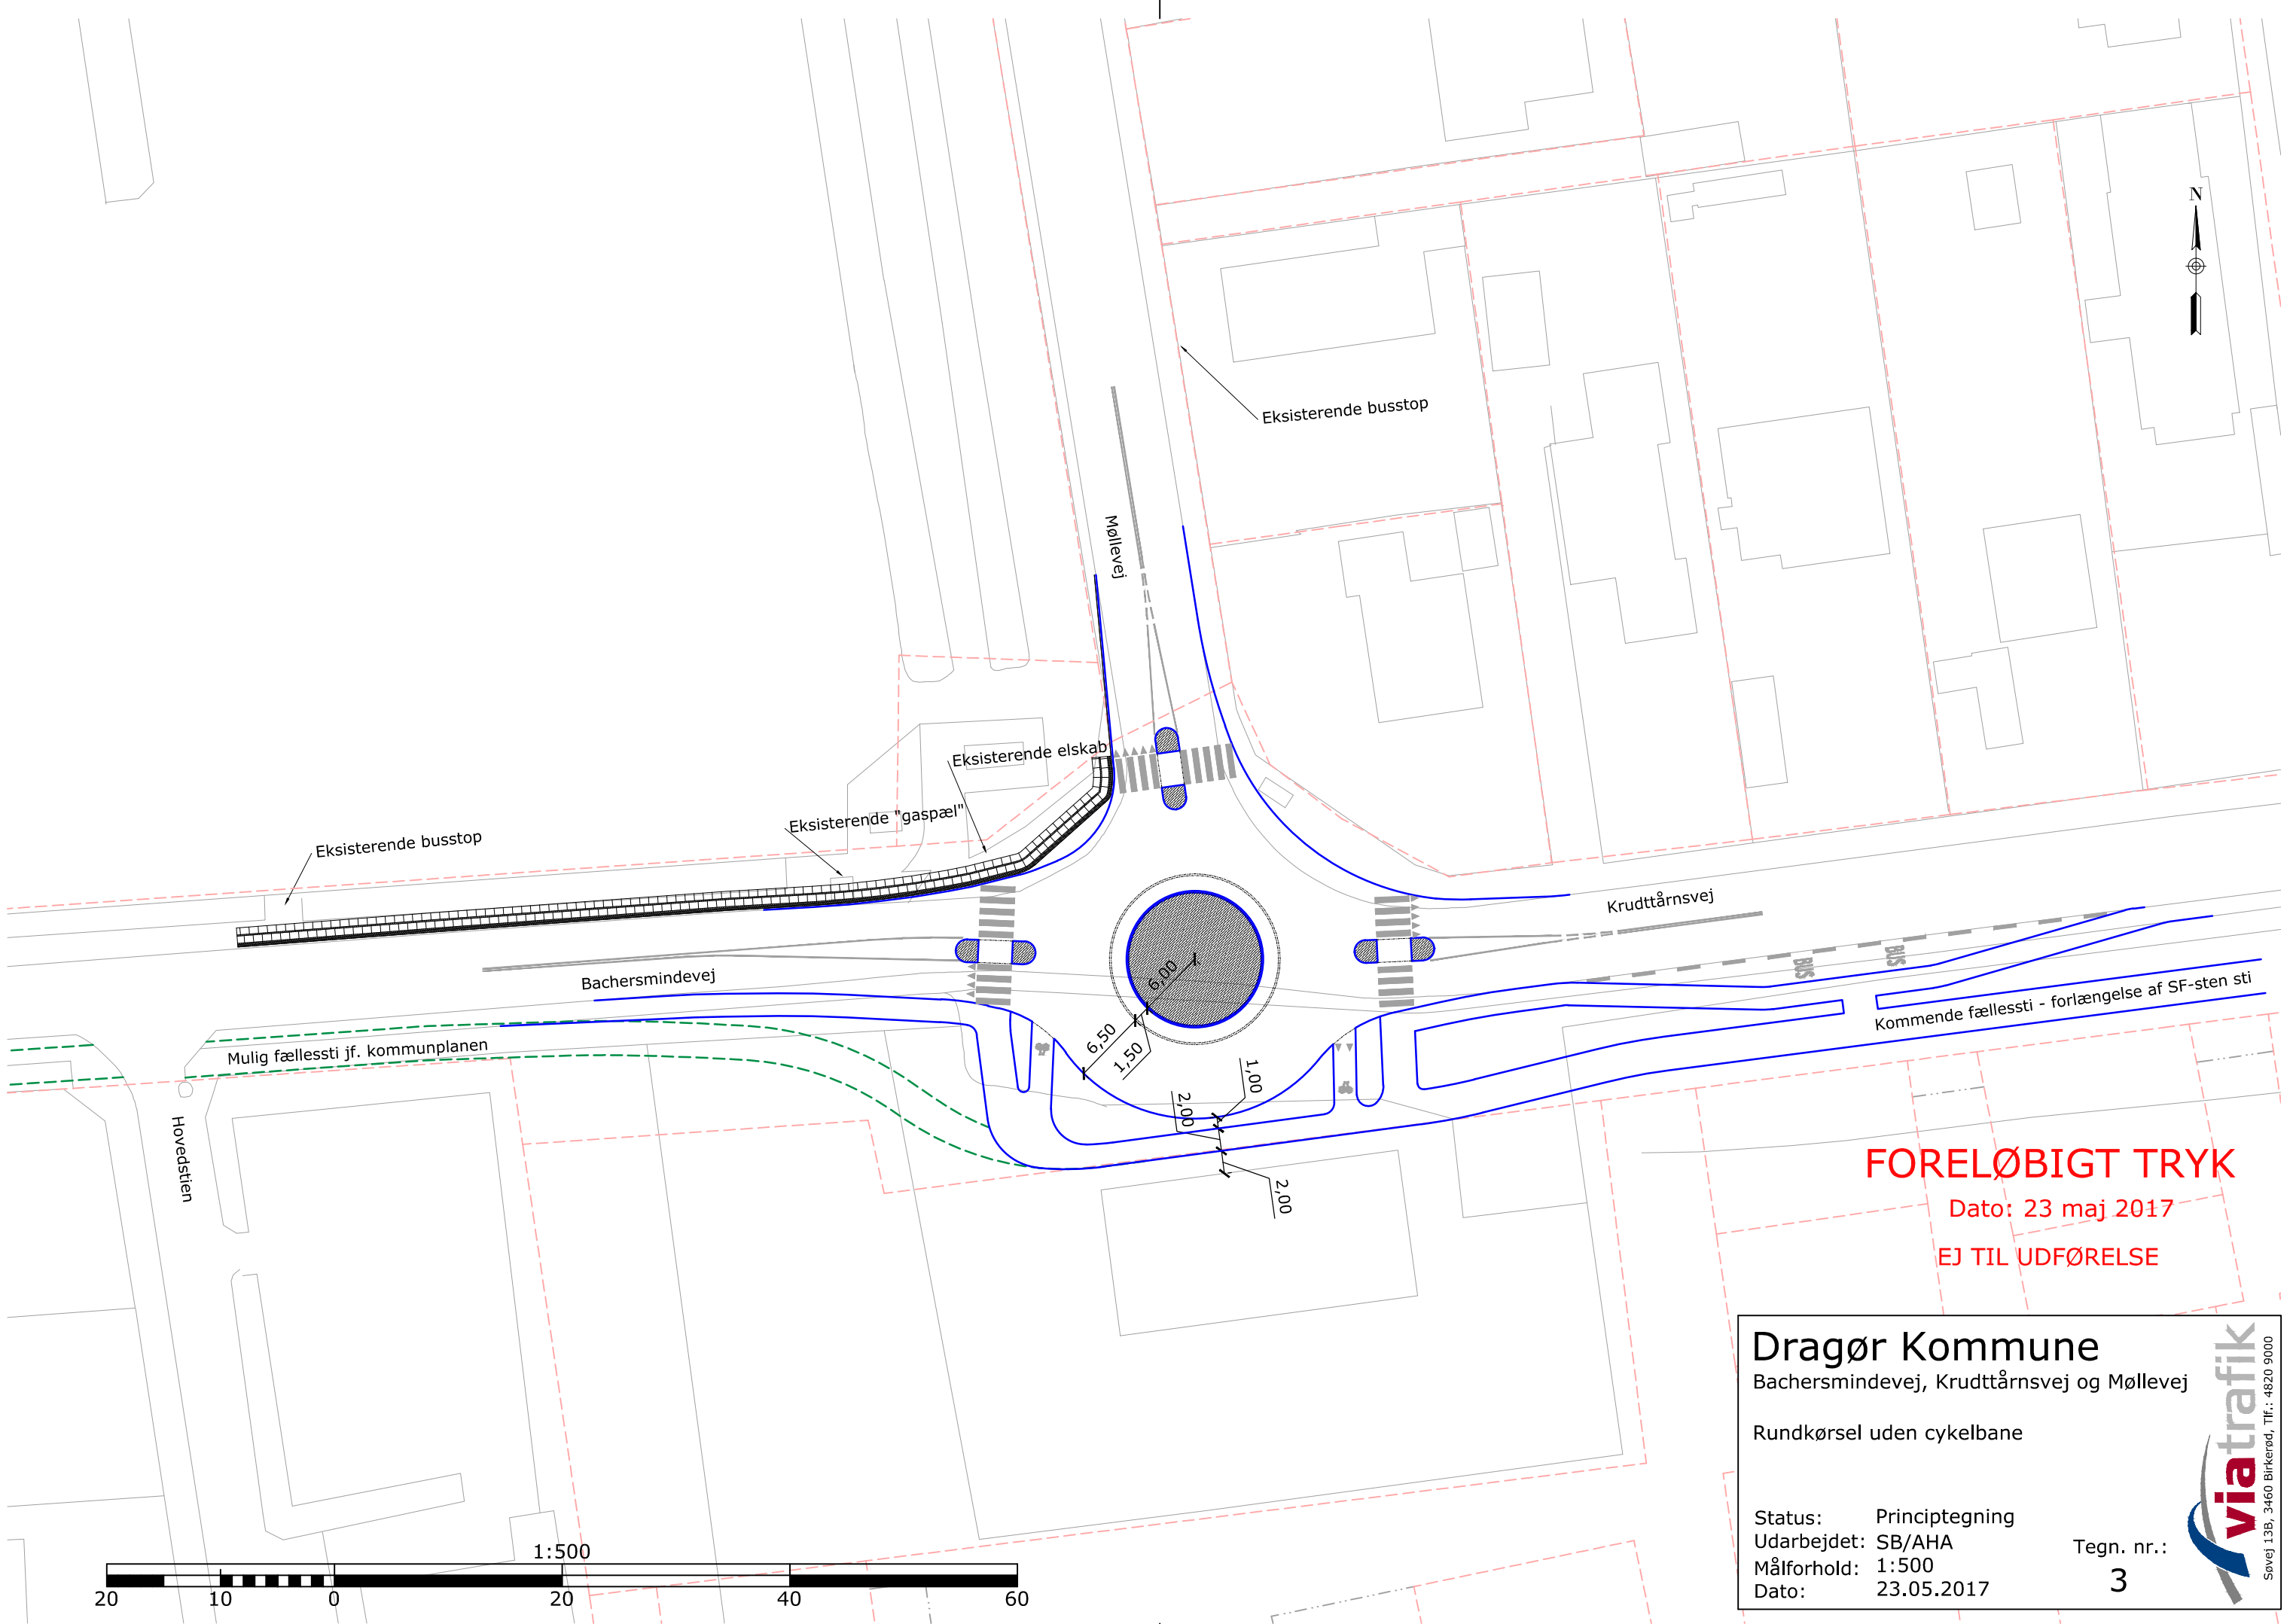 N
Eksisterende busstop
Møllevej
Eksisterende elskab
Eksisterende "gaspæl"
Eksisterende busstop
Krudttårnsvej
BUS
BUS
Bachersmindevej
6,00
6,50
1,50
Kommende fællessti - forlængelse af SF-sten sti
Mulig fællessti jf. kommunplanen
1,00
2,00
2,00
Hovedstien
FORELØBIGT TRYK
Dato: 23 maj 2017
EJ TIL UDFØRELSE
Dragør Kommune
Bachersmindevej, Krudttårnsvej og Møllevej
Rundkørsel uden cykelbane
Status: Principtegning
Udarbejdet: SB/AHA
Målforhold: 1:500
Dato: 23.05.2017
Tegn. nr.:
3
viatrafik
Søvej 13B, 3460 Birkerød, Tlf.: 4820 9000
1:500
20 10 0 20 40 60